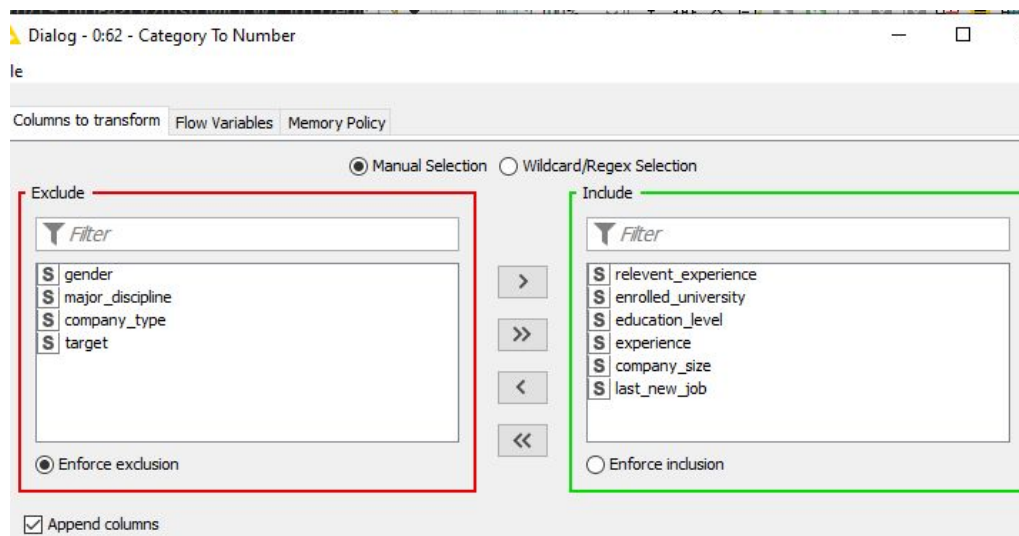 Dialog - 0:62 - Category To Number
le
Columns to transform Flow Variables Memory Policy
Manual Selection Wildcard/Regex Selection
Exclude
Filter
S gender
S major_discipline
S company_type
S target
Enforce exclusion
>
>>
<
<<
Include
Filter
S relevent_experience
S enrolled_university
S education_level
S experience
S company_size
S last_new_job
Enforce inclusion
Append columns